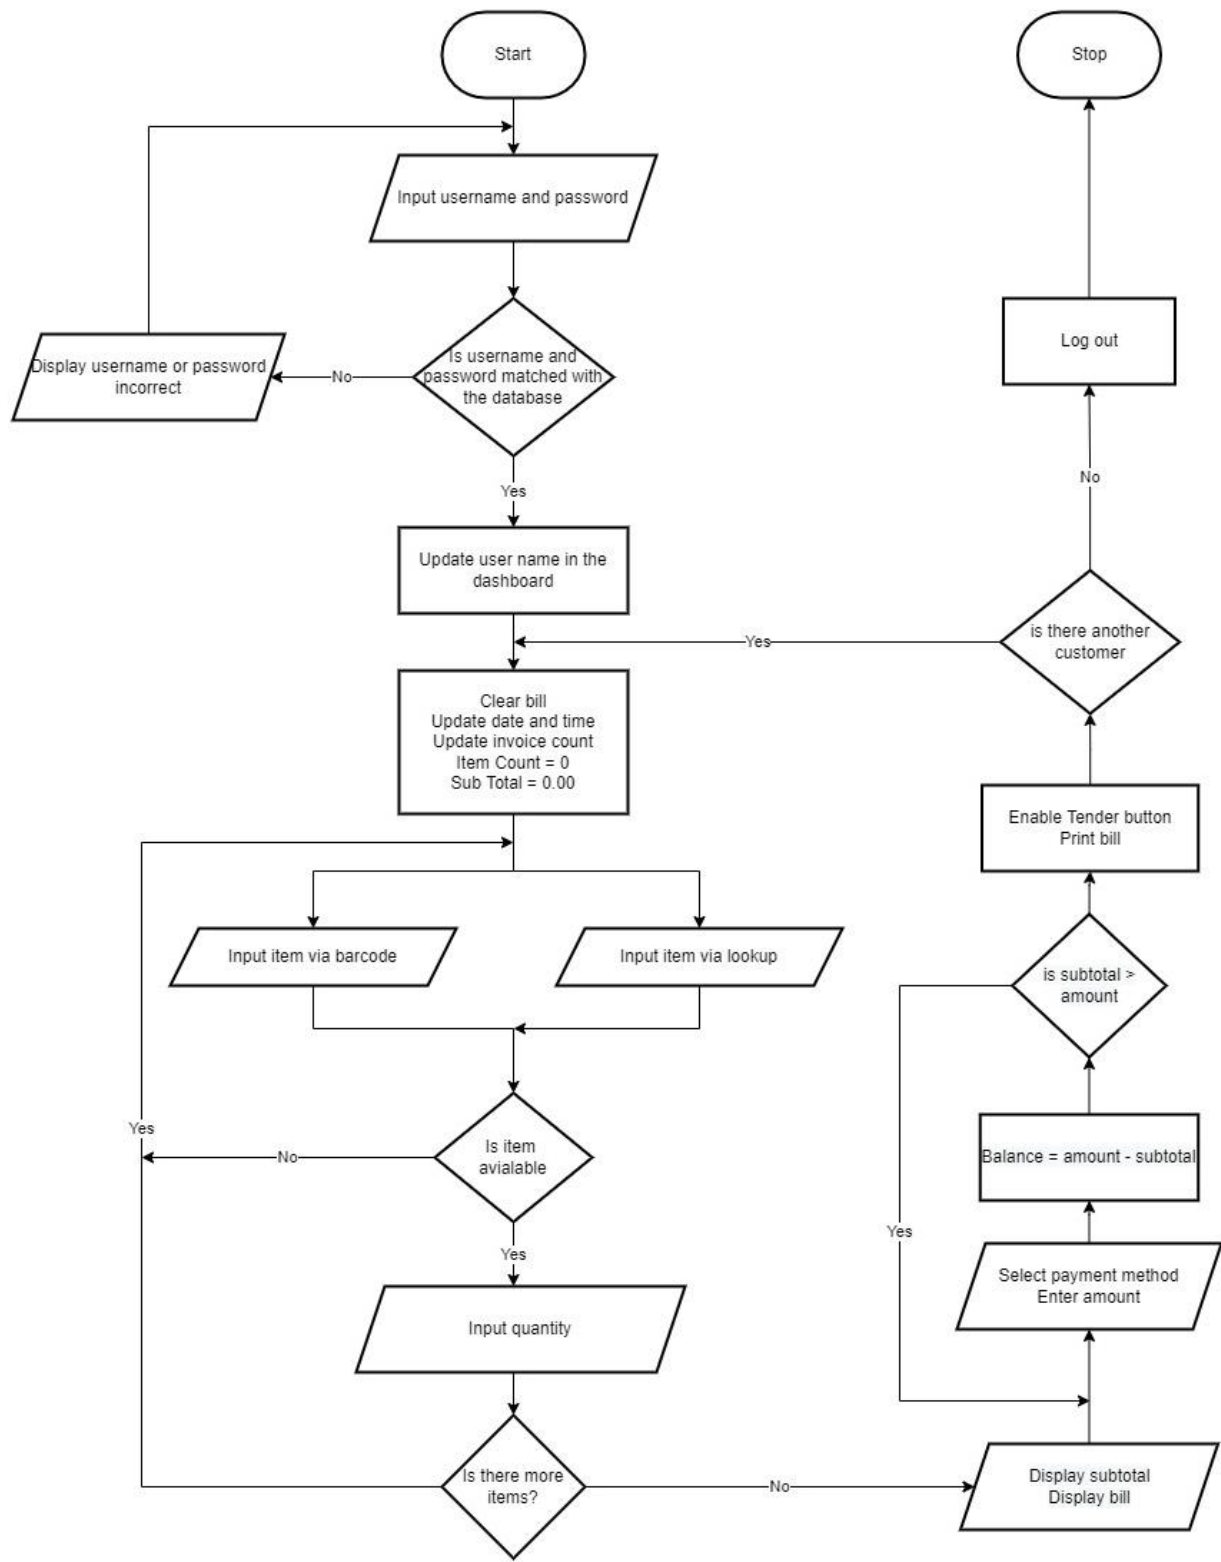 Start
Stop
Input username and password
Log out
Is username and
password matched with
the database
No
Display username or password
incorrect
Yes
No
Update user name in the
dashboard
is there another
customer
Yes
Clear bill
Update date and time
Update invoice count
Item Count = 0
Sub Total = 0.00
Enable Tender button
Print bill
Input item via barcode
Input item via lookup
is subtotal >
amount
Yes
Is item
avialable
No
Balance = amount - subtotal
Yes
Yes
Select payment method
Enter amount
Input quantity
Is there more
items?
No
Display subtotal
Display bill